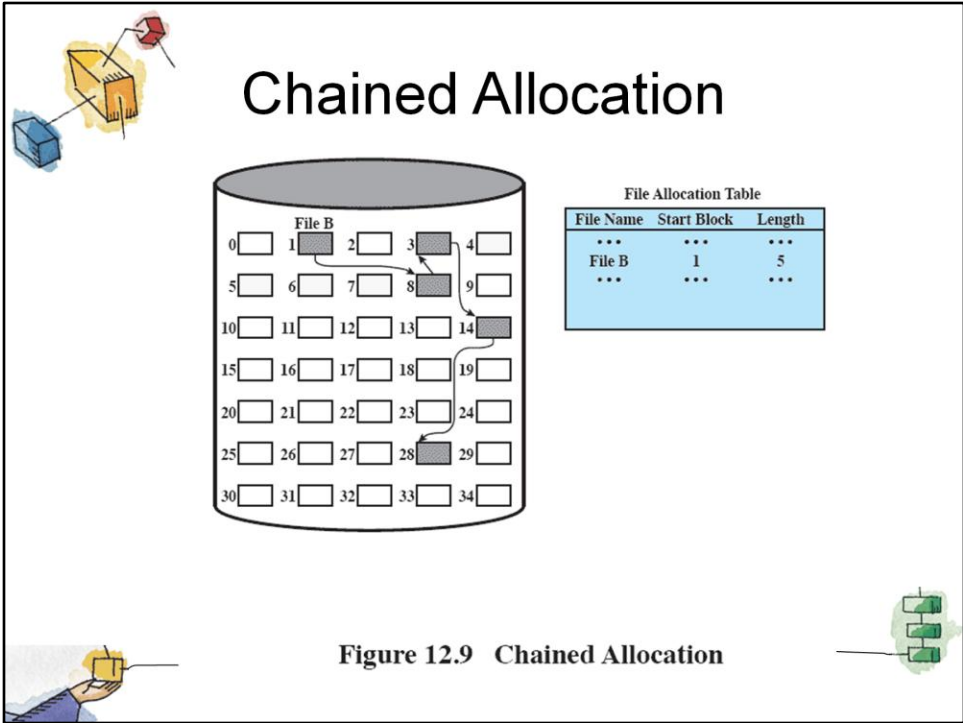 Chained Allocation
File B
0 1 2 3 4
5 6 7 8 9
10 11 12 13 14
15 16 17 18 19
20 21 22 23 24
25 26 27 28 29
30 31 32 33 34
File Allocation Table
File Name Start Block Length
••• ••• •••
File B 1 5
••• ••• •••
Figure 12.9 Chained Allocation